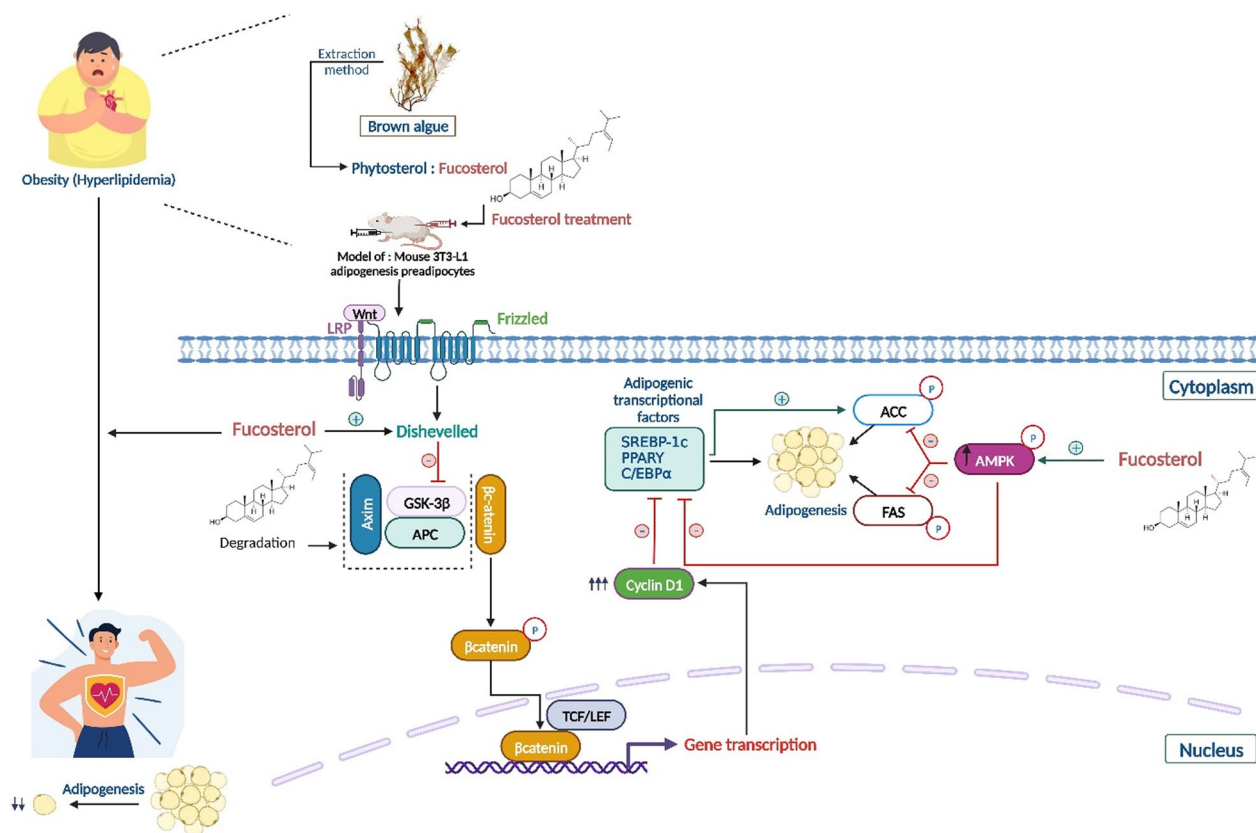 Extraction
method
Brown algue
Obesity (Hyperlipidemia)
Phytosterol : Fucosterol
HO
H
H
H
Fucosterol treatment
Model of : Mouse 3T3-L1
adipogenesis preadipocytes
Wnt
LRP
Frizzled
Cytoplasm
Adipogenic
transcriptional
factors
SREBP-1c
PPARY
C/EBPα
+
ACC
P
-
AMPK
P
+
Fucosterol
-
Adipogenesis
FAS
P
HO
H
H
H
Fucosterol
+
Dishevelled
-
HO
H
H
H
Degradation
Axim
GSK-3β
APC
βc-atenin
-
-
Cyclin D1
βcatenin
P
TCF/LEF
βcatenin
Gene transcription
Nucleus
Adipogenesis